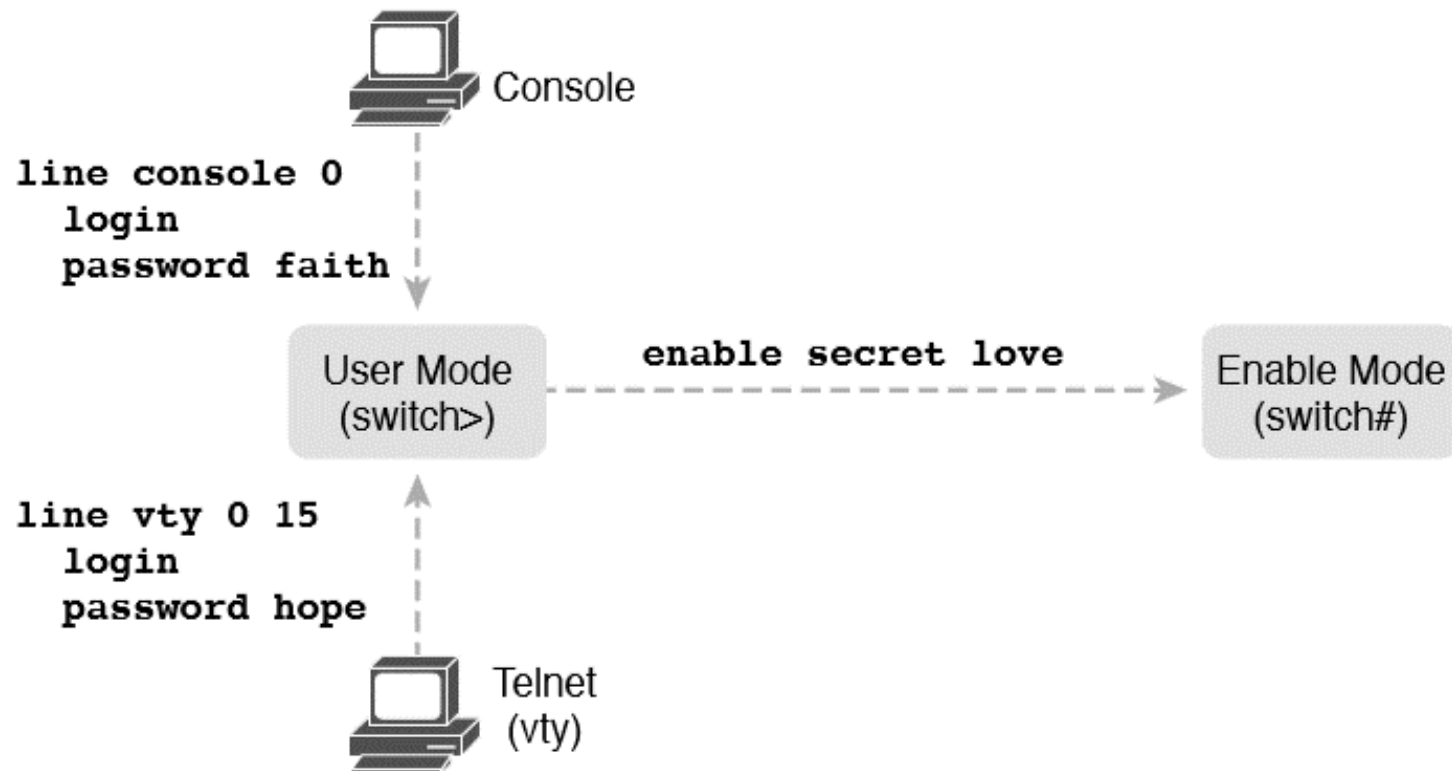 Console
line console 0
login
password faith
User Mode
(switch>)
enable secret love
Enable Mode
(switch#)
line vty 0 15
login
password hope
Telnet
(vty)